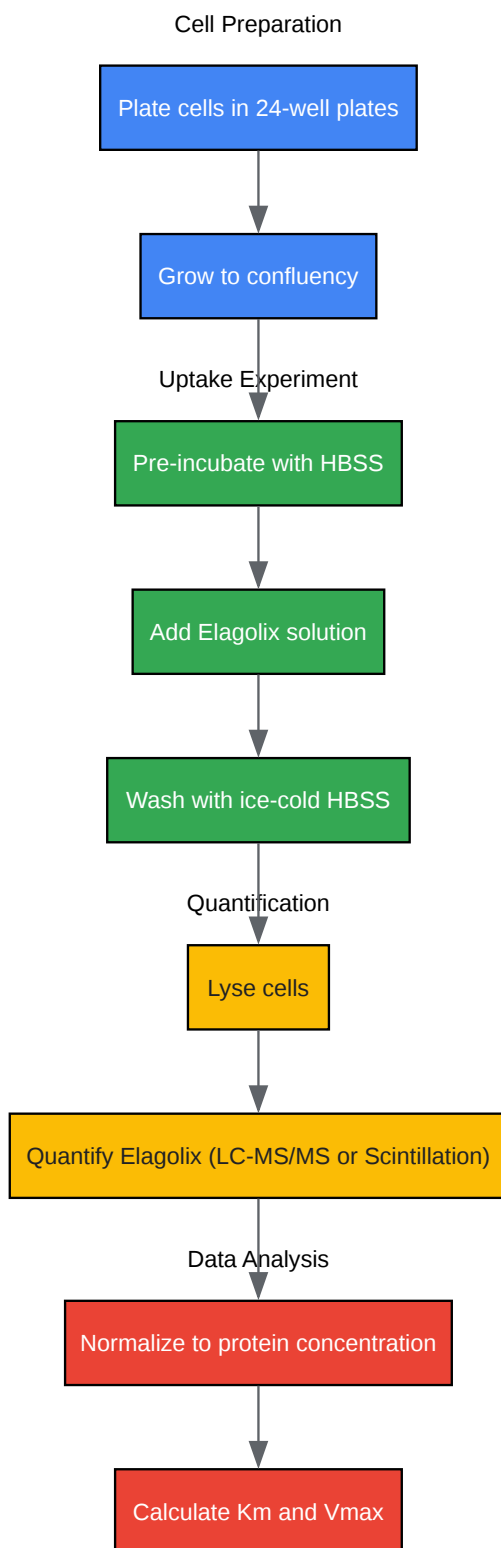 Cell Preparation
Plate cells in 24-well plates
Grow to confluency
Uptake Experiment
Pre-incubate with HBSS
Add Elagolix solution
Wash with ice-cold HBSS
Quantification
Lyse cells
Quantify Elagolix (LC-MS/MS or Scintillation)
Data Analysis
Normalize to protein concentration
Calculate Km and Vmax